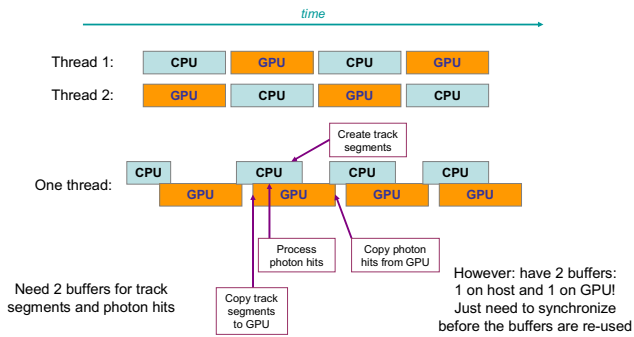 time
Thread 1: CPU GPU CPU GPU
Thread 2: GPU CPU GPU CPU
Create track
segments
One thread: CPU CPU CPU CPU
GPU GPU GPU GPU
Process
photon hits
Copy photon
hits from GPU
Copy track
segments
to GPU
Need 2 buffers for track
segments and photon hits
However: have 2 buffers:
1 on host and 1 on GPU!
Just need to synchronize
before the buffers are re-used